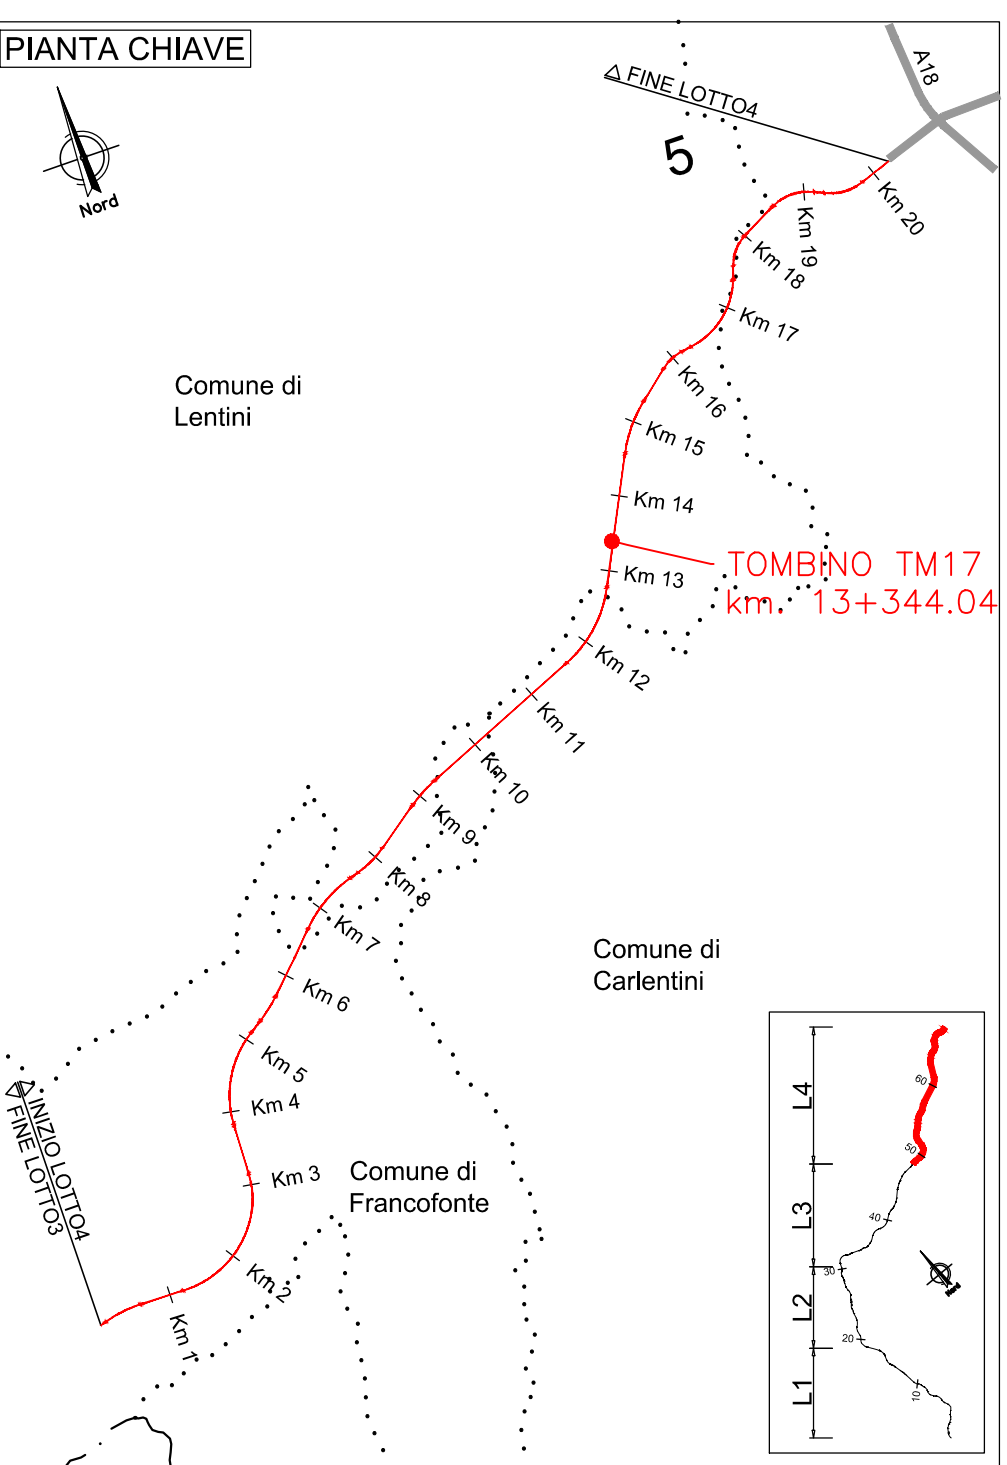 PIANTA CHIAVE
Nord
FINE LOTTO4
A18
5
Km 20
Km 19
Km 18
Km 17
Km 16
Km 15
Km 14
Km 13
Km 12
Km 11
Km 10
Km 9
Km 8
Km 7
Km 6
Km 5
Km 4
Km 3
Km 2
Km 1
Comune di
Lentini
TOMBINO TM17
km. 13+344.04
Comune di
Carlentini
Comune di
Francofonte
INIZIO LOTTO4
FINE LOTTO3
L4
L3
L2
L1
60
50
40
30
20
10
Nord